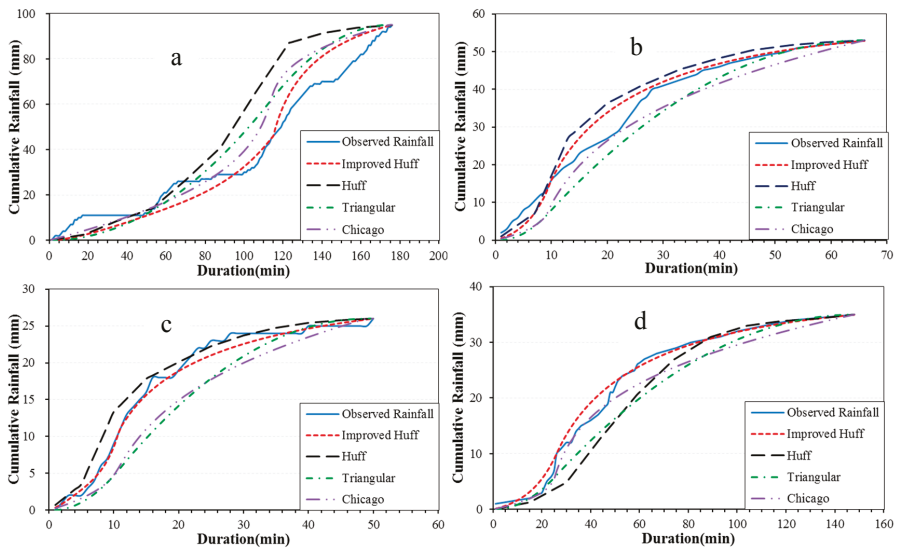 a
Cumulative Rainfall (mm)
100
80
60
40
20
0
0 20 40 60 80 100 120 140 160 180 200
Duration(min)
Observed Rainfall
Improved Huff
Huff
Triangular
Chicago
b
Cumulative Rainfall (mm)
60
50
40
30
20
10
0
0 10 20 30 40 50 60 70
Duration(min)
Observed Rainfall
Improved Huff
Huff
Triangular
Chicago
c
Cumulative Rainfall (mm)
30
25
20
15
10
5
0
0 10 20 30 40 50 60
Duration(min)
Observed Rainfall
Improved Huff
Huff
Triangular
Chicago
d
Cumulative Rainfall (mm)
40
30
20
10
0
0 20 40 60 80 100 120 140 160
Duration(min)
Observed Rainfall
Improved Huff
Huff
Triangular
Chicago